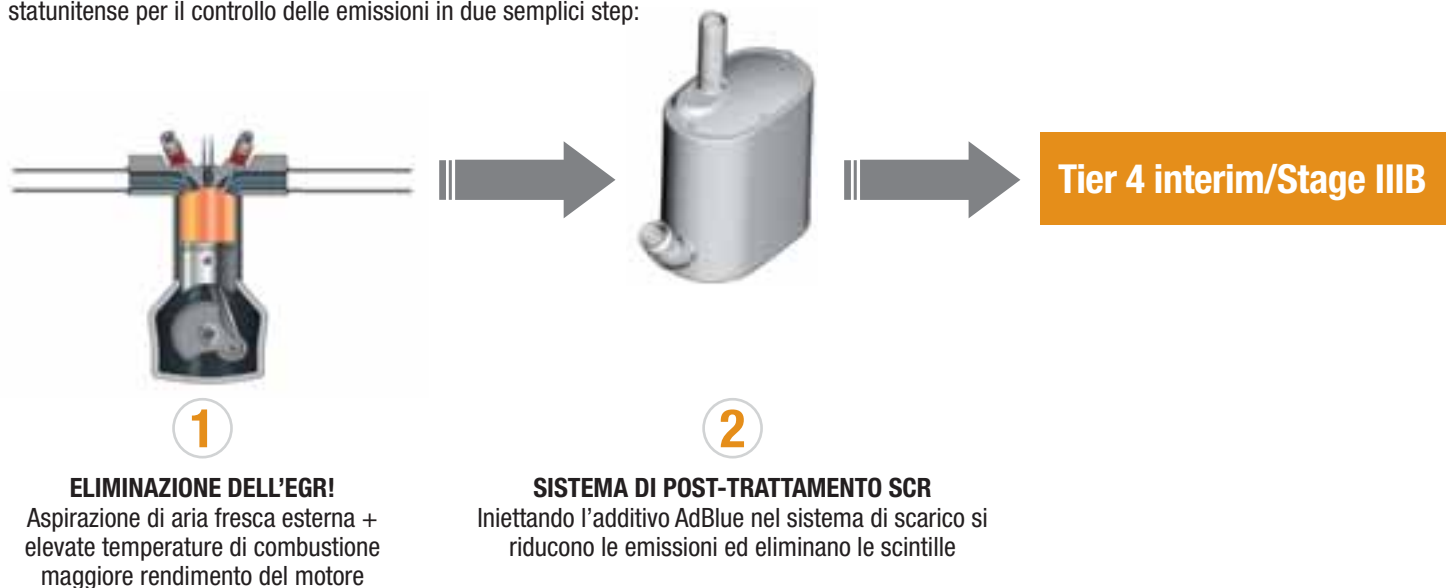 statunitense per il controllo delle emissioni in due semplici step:
Tier 4 interim/Stage IIIB
1
ELIMINAZIONE DELL’EGR!
Aspirazione di aria fresca esterna +
elevate temperature di combustione
maggiore rendimento del motore
2
SISTEMA DI POST-TRATTAMENTO SCR
Iniettando l’additivo AdBlue nel sistema di scarico si
riducono le emissioni ed eliminano le scintille